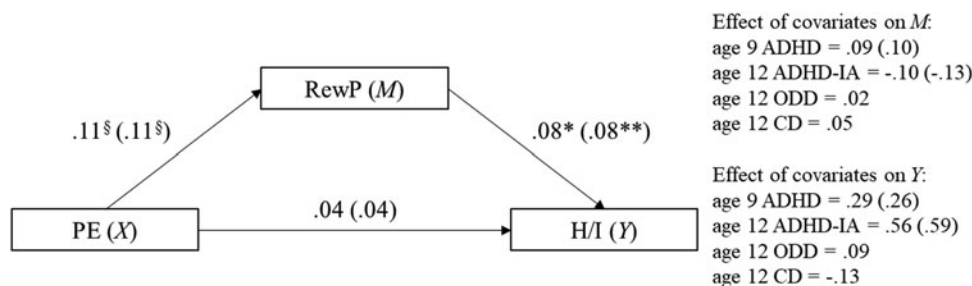 RewP (M)
.11§ (.11§)
.08* (.08**)
PE (X)
.04 (.04)
H/I (Y)
Effect of covariates on M:
age 9 ADHD = .09 (.10)
age 12 ADHD-IA = -.10 (-.13)
age 12 ODD = .02
age 12 CD = .05
Effect of covariates on Y:
age 9 ADHD = .29 (.26)
age 12 ADHD-IA = .56 (.59)
age 12 ODD = .09
age 12 CD = -.13